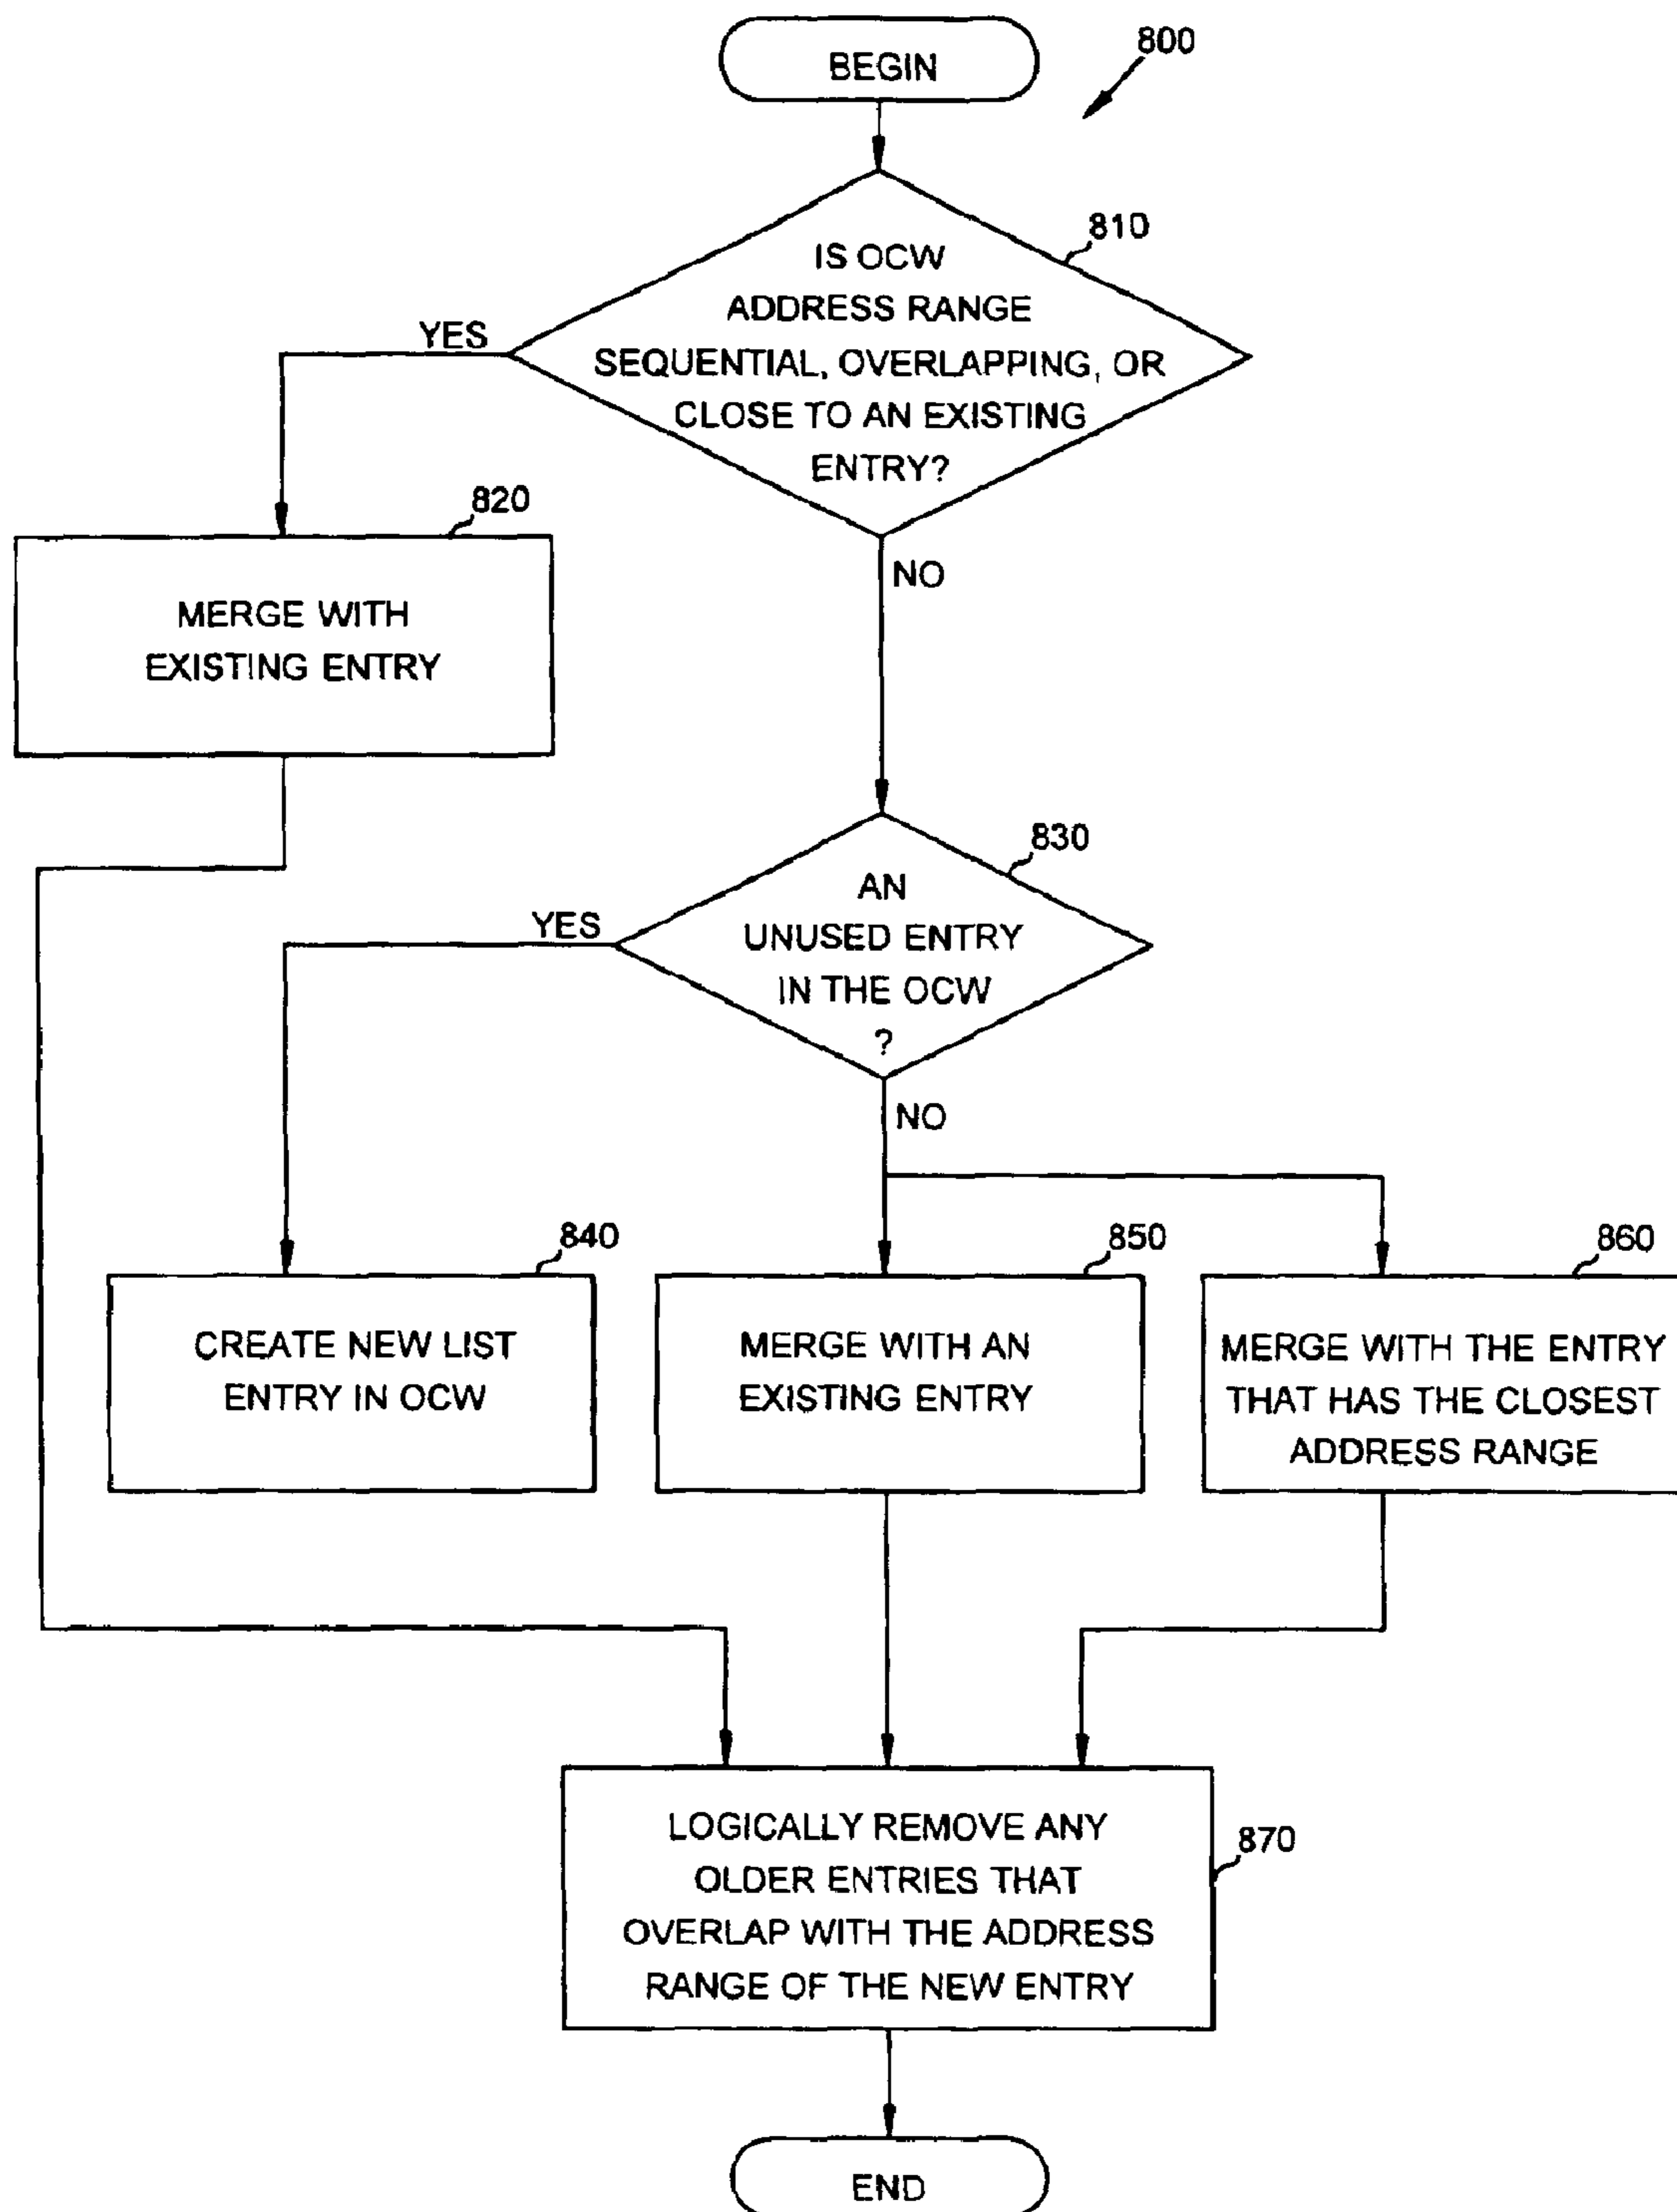 BEGIN
800
810
IS OCW
ADDRESS RANGE
SEQUENTIAL, OVERLAPPING, OR
CLOSE TO AN EXISTING
ENTRY?
YES
NO
820
MERGE WITH
EXISTING ENTRY
830
AN
UNUSED ENTRY
IN THE OCW
?
YES
NO
840
CREATE NEW LIST
ENTRY IN OCW
850
MERGE WITH AN
EXISTING ENTRY
860
MERGE WITH THE ENTRY
THAT HAS THE CLOSEST
ADDRESS RANGE
870
LOGICALLY REMOVE ANY
OLDER ENTRIES THAT
OVERLAP WITH THE ADDRESS
RANGE OF THE NEW ENTRY
END